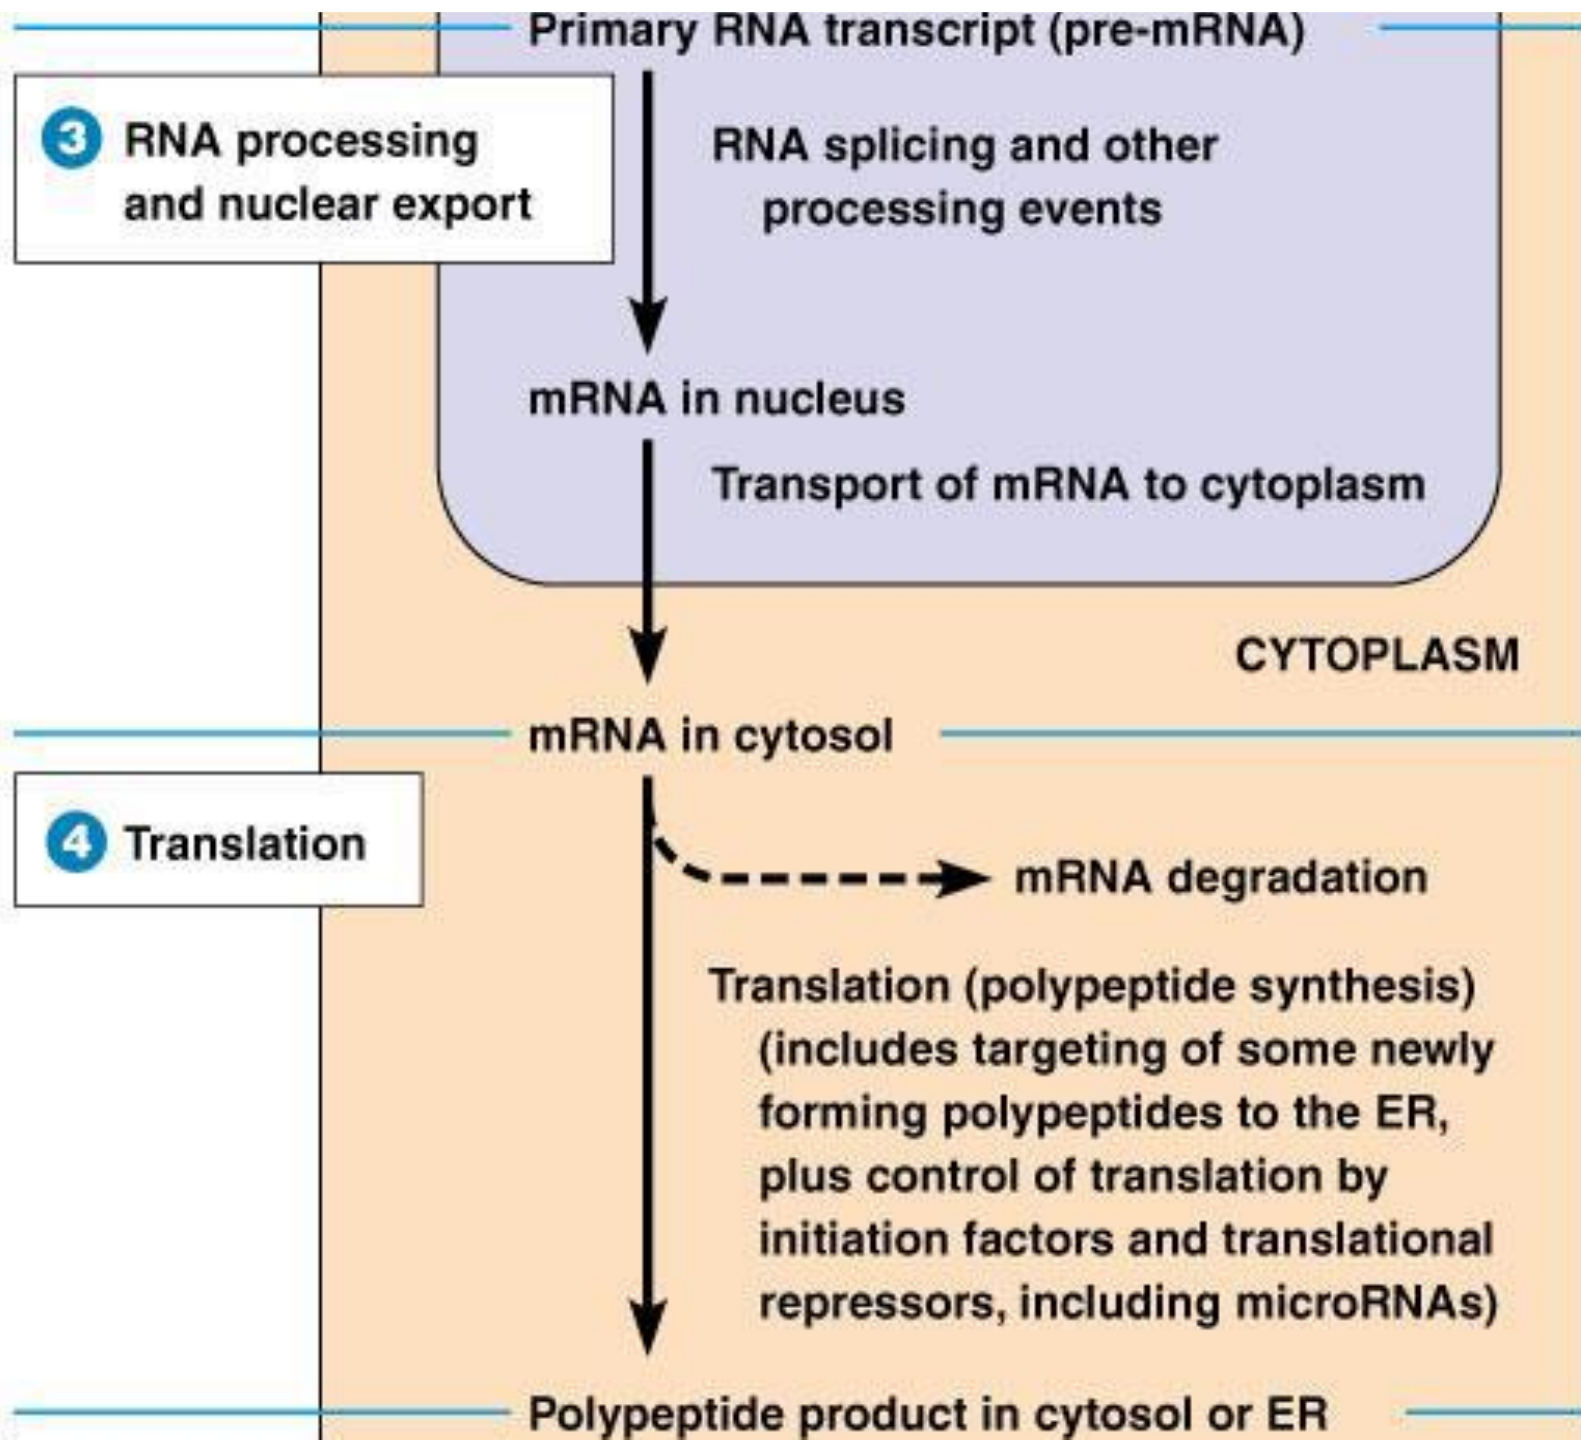 Primary RNA transcript (pre-mRNA)
3 RNA processing
and nuclear export
RNA splicing and other
processing events
mRNA in nucleus
Transport of mRNA to cytoplasm
CYTOPLASM
mRNA in cytosol
4 Translation
mRNA degradation
Translation (polypeptide synthesis)
(includes targeting of some newly
forming polypeptides to the ER,
plus control of translation by
initiation factors and translational
repressors, including microRNAs)
Polypeptide product in cytosol or ER